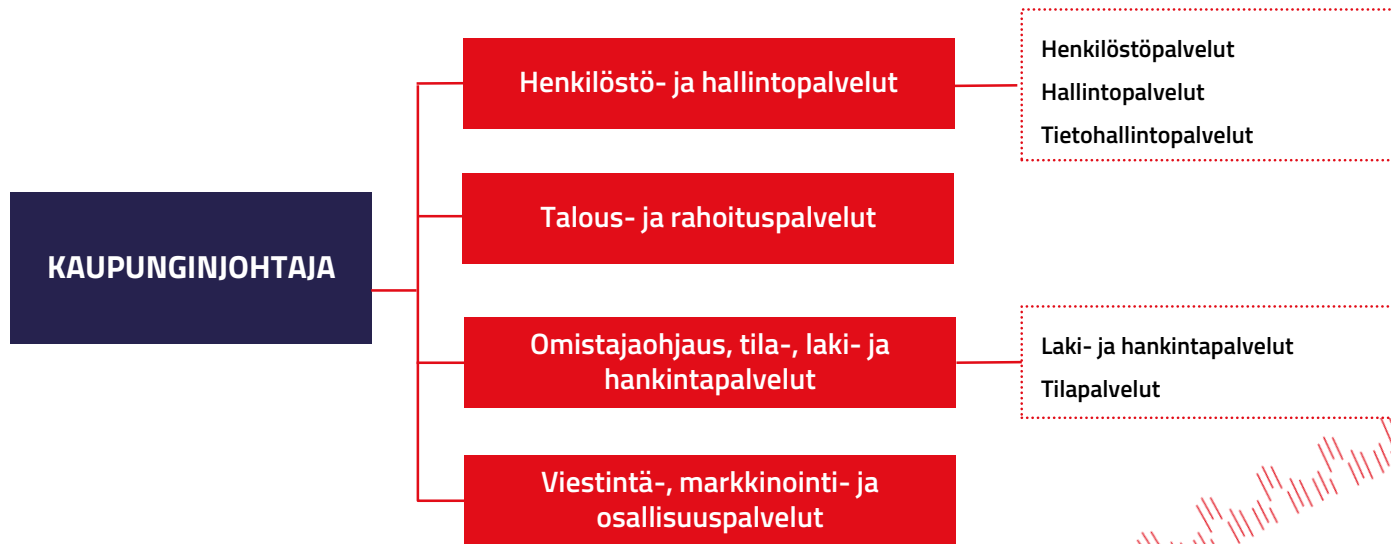 KAUPUNGINJOHTAJA
Henkilöstö- ja hallintopalvelut
Henkilöstöpalvelut
Hallintopalvelut
Tietohallintopalvelut
Talous- ja rahoituspalvelut
Omistajaohjaus, tila-, laki- ja
hankintapalvelut
Laki- ja hankintapalvelut
Tilapalvelut
Viestintä-, markkinointi- ja
osallisuuspalvelut